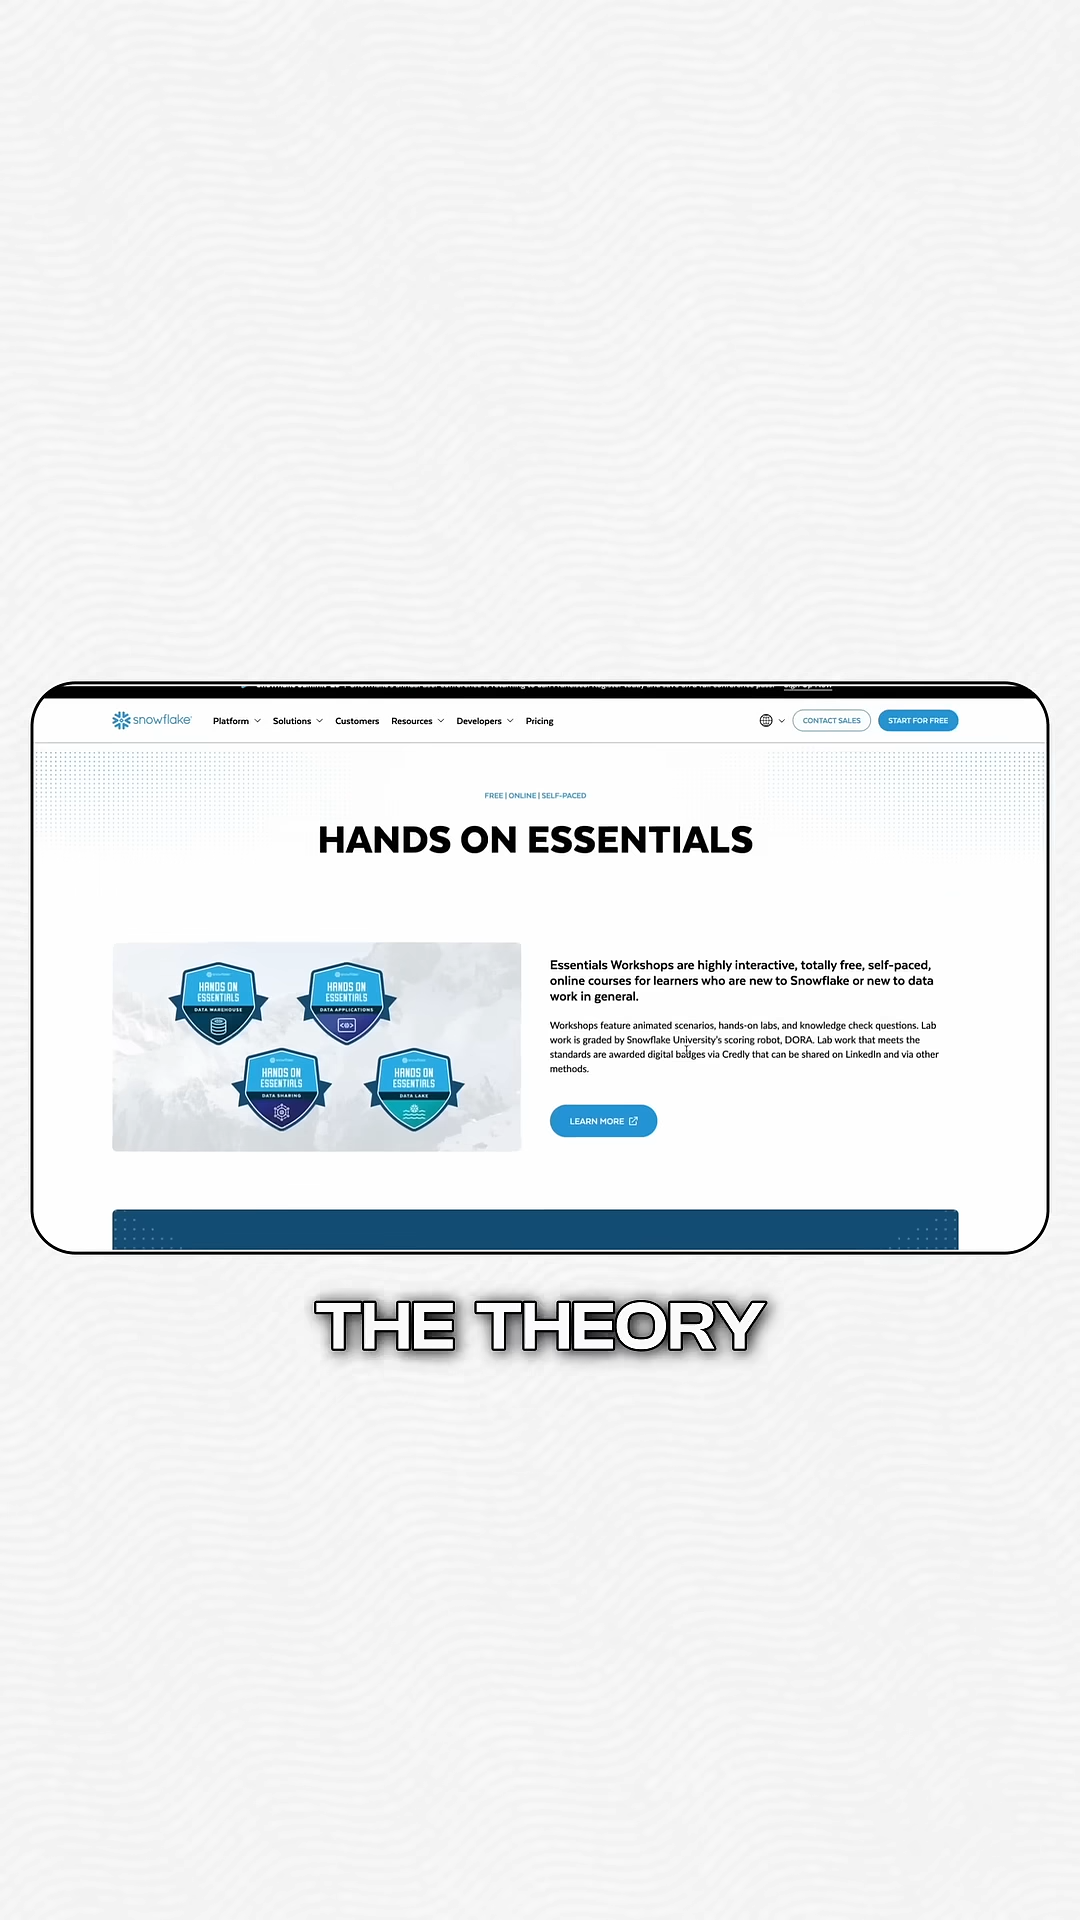 snowflake
Platform
Solutions
Customers
Resources
Developers
Pricing
CONTACT SALES
START FOR FREE
FREE | ONLINE | SELF-PACED
HANDS ON ESSENTIALS
snowflake
HANDS ON
ESSENTIALS
DATA WAREHOUSE
snowflake
HANDS ON
ESSENTIALS
DATA APPLICATIONS
snowflake
HANDS ON
ESSENTIALS
DATA SHARING
snowflake
HANDS ON
ESSENTIALS
DATA LAKE
Essentials Workshops are highly interactive, totally free, self-paced,
online courses for learners who are new to Snowflake or new to data
work in general.
Workshops feature animated scenarios, hands-on labs, and knowledge check questions. Lab
work is graded by Snowflake University's scoring robot, DORA. Lab work that meets the
standards are awarded digital badges via Credly that can be shared on LinkedIn and via other
methods.
LEARN MORE
THE THEORY